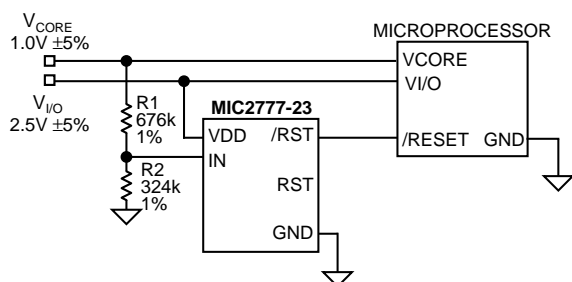 VCORE
1.0V ±5%
MICROPROCESSOR
VCORE
VI/O
VI/O
2.5V ±5%
R1
676k
1%
MIC2777-23
VDD
/RST
/RESET
GND
IN
R2
324k
1%
RST
GND